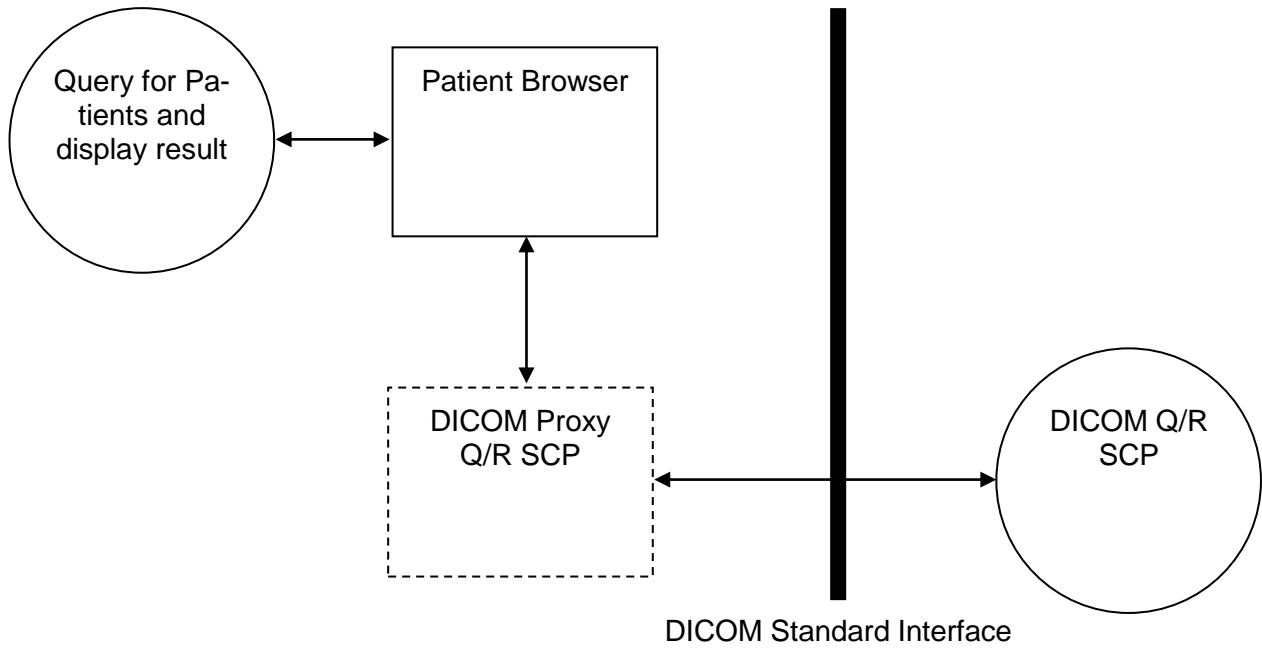 Query for Pa-
tients and
display result
Patient Browser
DICOM Proxy
Q/R SCP
DICOM Q/R
SCP
DICOM Standard Interface